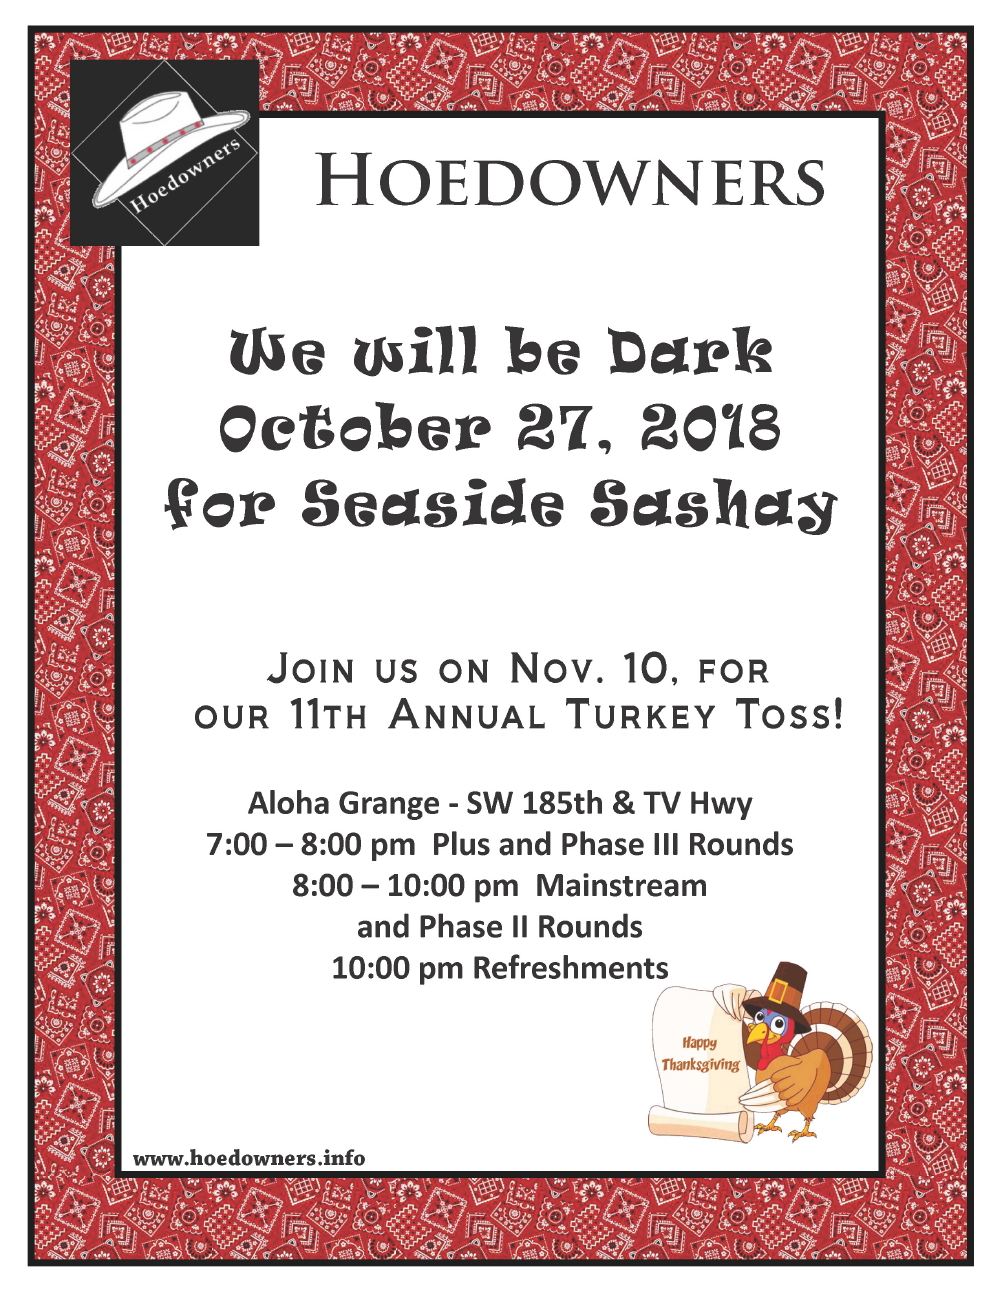 Hoedowners
HOEDOWNERS
We will be Dark
October 27, 2018
for Seaside Sashay
JOIN US ON NOV. 10, FOR
OUR 11TH ANNUAL TURKEY TOSS!
Aloha Grange - SW 185th & TV Hwy
7:00 – 8:00 pm Plus and Phase III Rounds
8:00 – 10:00 pm Mainstream
and Phase II Rounds
10:00 pm Refreshments
Happy
Thanksgiving
www.hoedowners.info